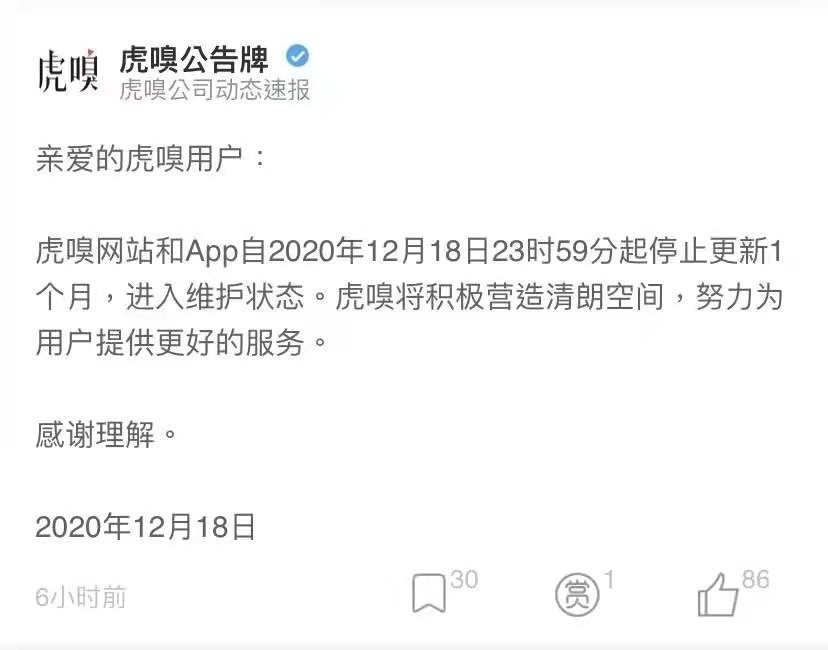 虎嗅
虎嗅公告牌
虎嗅公司动态速报
亲爱的虎嗅用户：
虎嗅网站和App自2020年12月18日23时59分起停止更新1
个月，进入维护状态。虎嗅将积极营造清朗空间，努力为
用户提供更好的服务。
感谢理解。
2020年12月18日
6小时前
30
赏
1
86